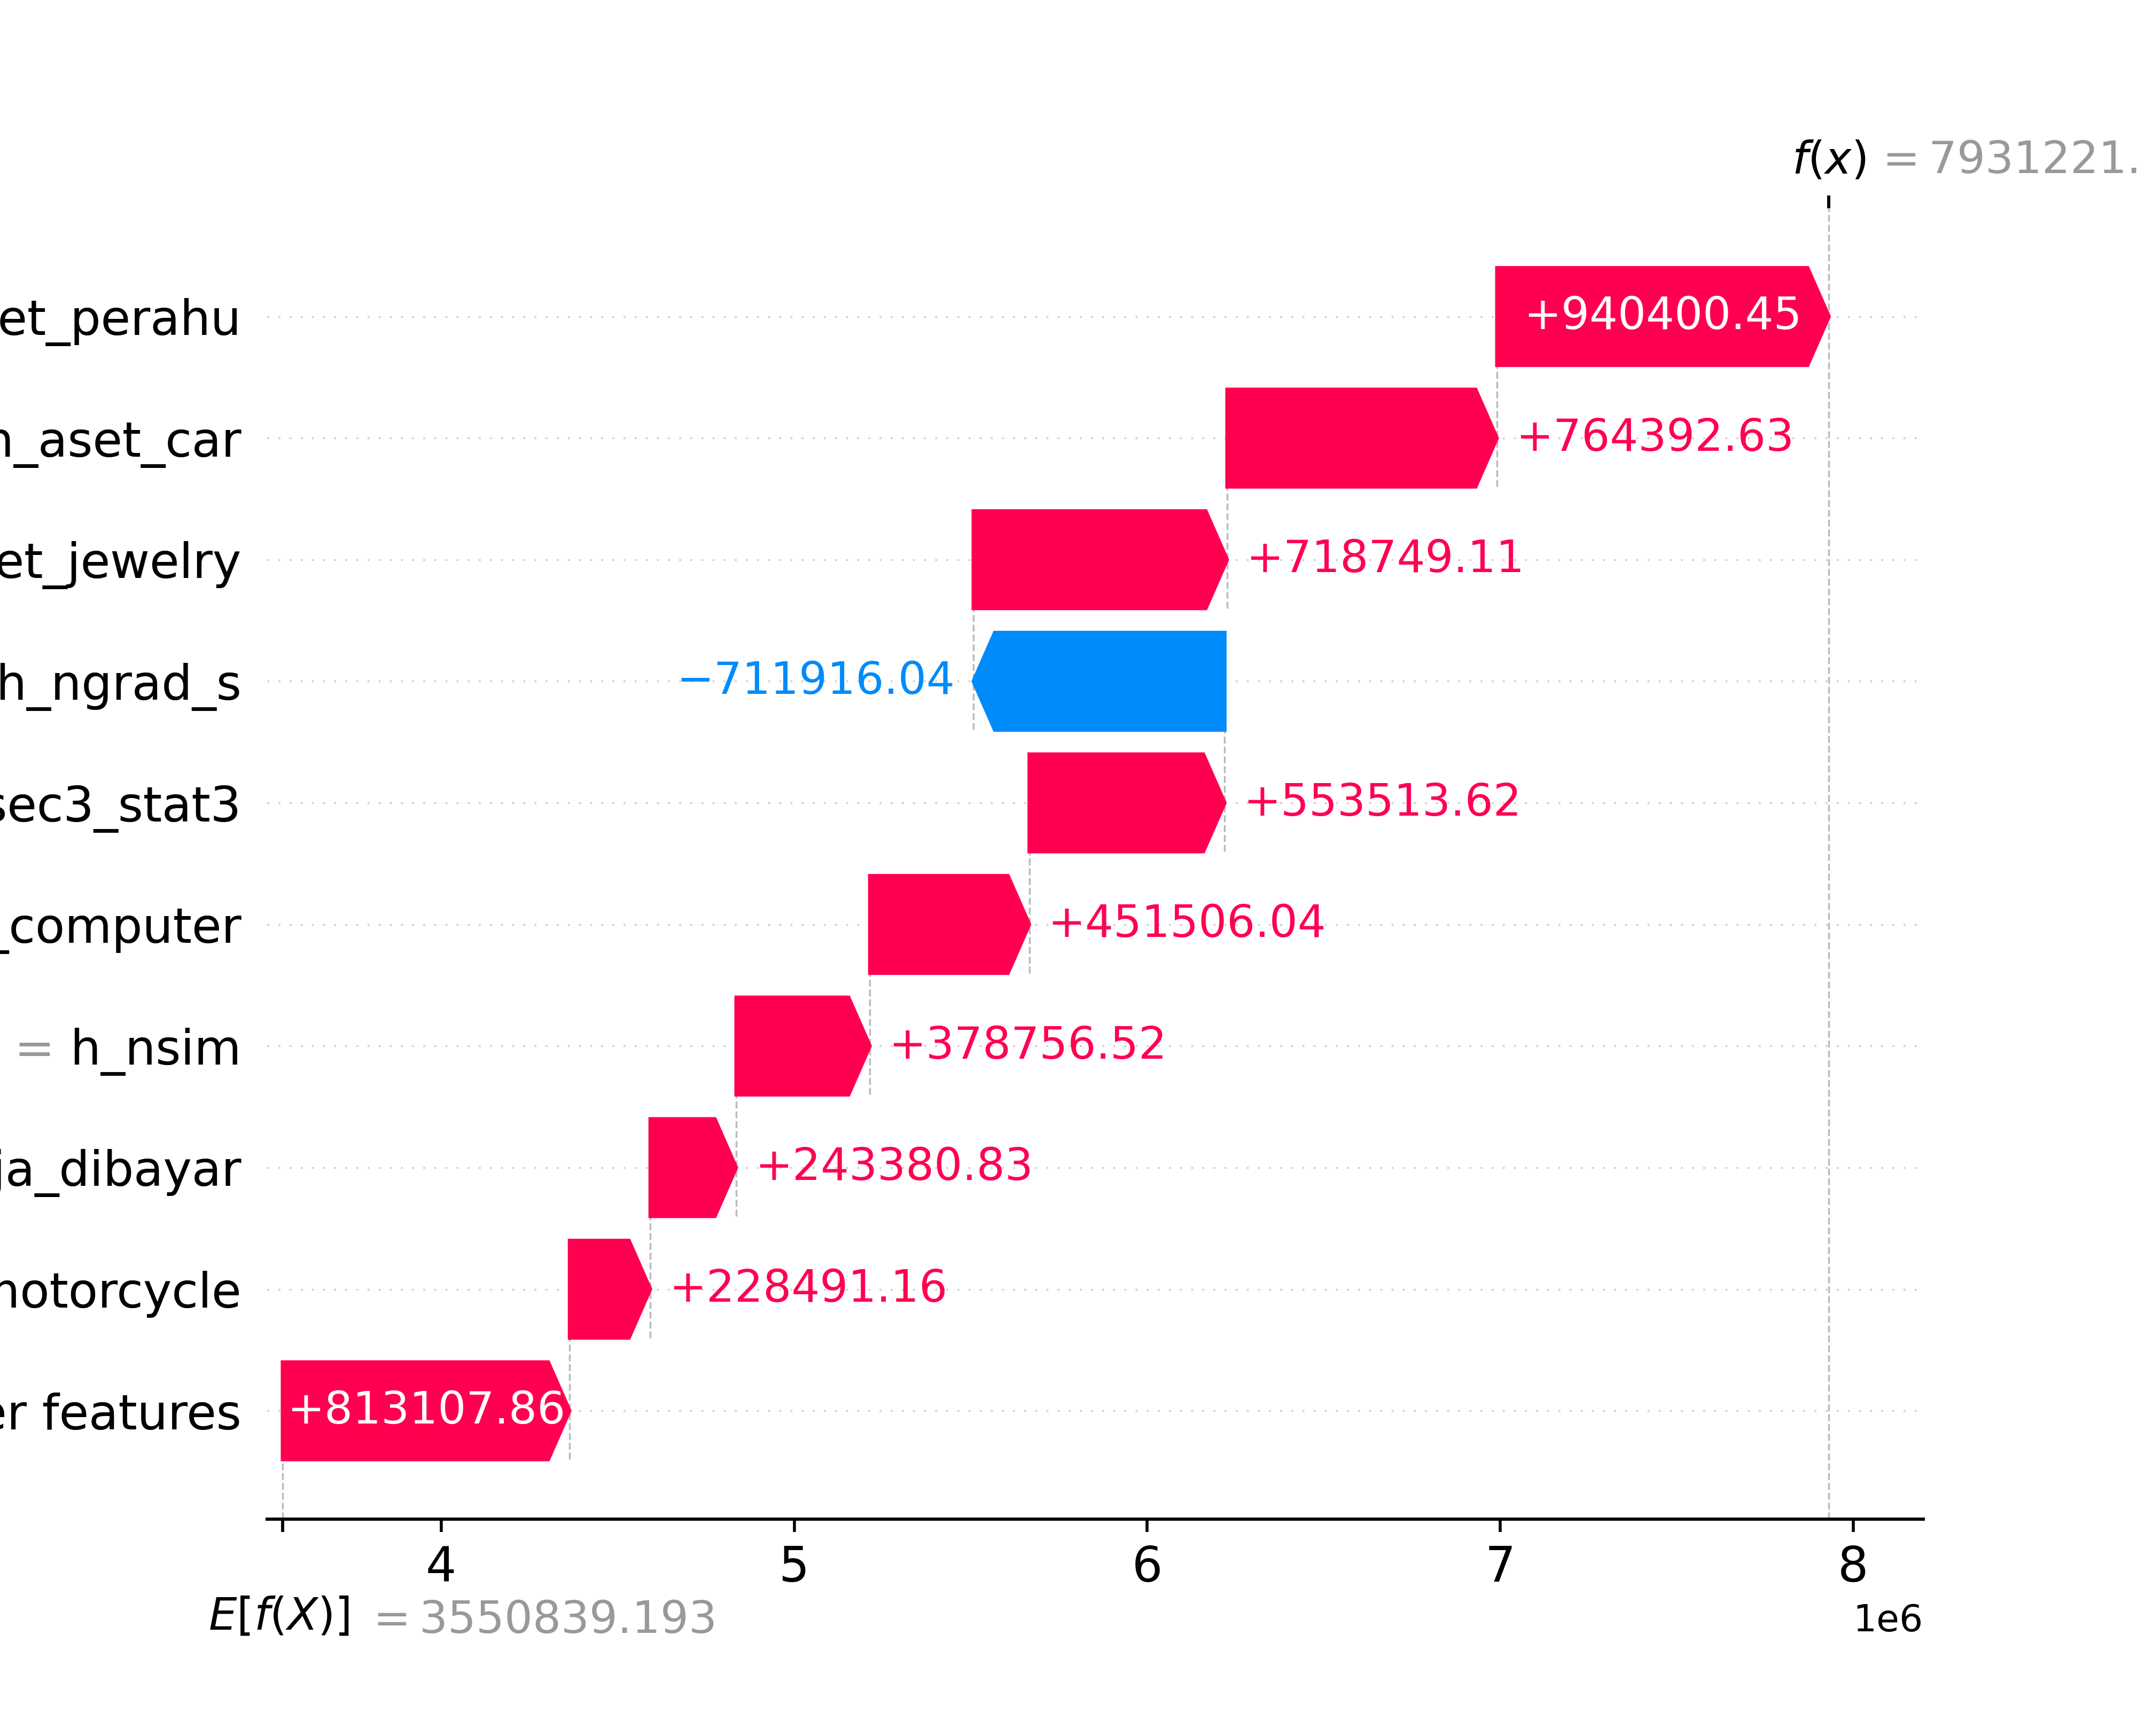 f(x) = 7931221.
et_perahu +940400.45
_aset_car +764392.63
et_jewelry +718749.11
h_ngrad_s −711916.04
sec3_stat3 +553513.62
_computer +451506.04
= h_nsim +378756.52
ja_dibayar +243380.83
motorcycle +228491.16
er features +813107.86
4 5 6 7 8
E[f(X)] = 3550839.193
1e6